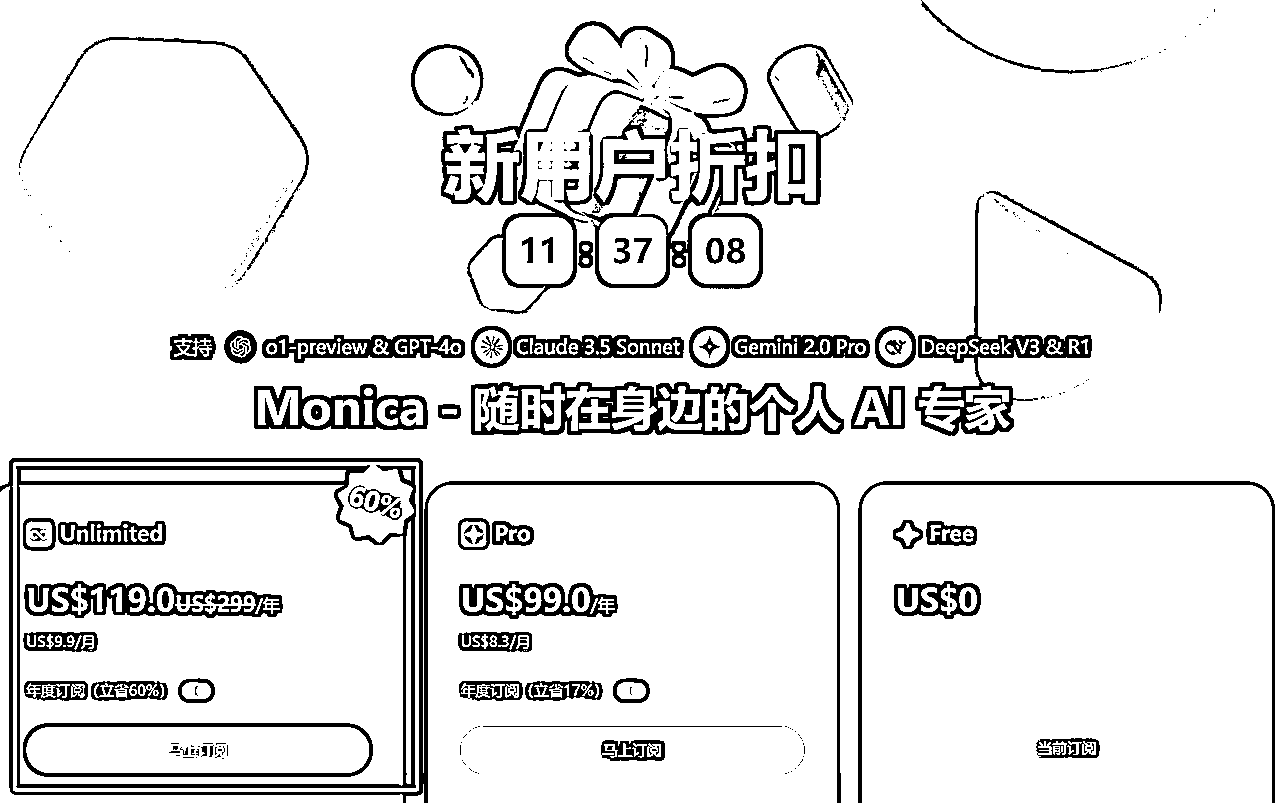 新用户折扣
11:37:08
支持 o1-preview & GPT-4o Claude 3.5 Sonnet Gemini 2.0 Pro DeepSeek V3 & R1
Monica - 随时在身边的个人 AI 专家
60%
Unlimited
US$119.0 US$299/年
US$9.9/月
年度订阅（立省60%）
马上订阅
Pro
US$99.0/年
US$8.3/月
年度订阅（立省17%）
马上订阅
Free
US$0
当前订阅